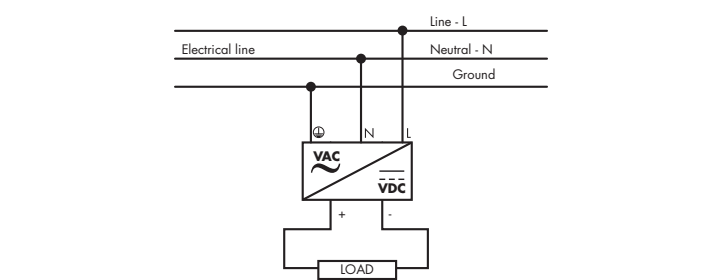 Line - L
Electrical line
Neutral - N
Ground
N
L
VAC
VDC
+
-
LOAD